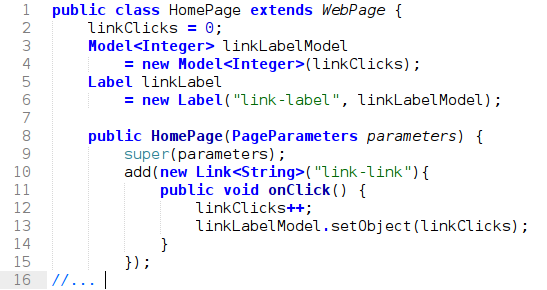 1 public class HomePage extends WebPage {
2     linkClicks = 0;
3     Model<Integer> linkLabelModel
4         = new Model<Integer>(linkClicks);
5     Label linkLabel
6         = new Label("link-label", linkLabelModel);
7
8     public HomePage(PageParameters parameters) {
9         super(parameters);
10         add(new Link<String>("link-link"){
11             public void onClick() {
12                 linkClicks++;
13                 linkLabelModel.setObject(linkClicks);
14             }
15         });
16 //...